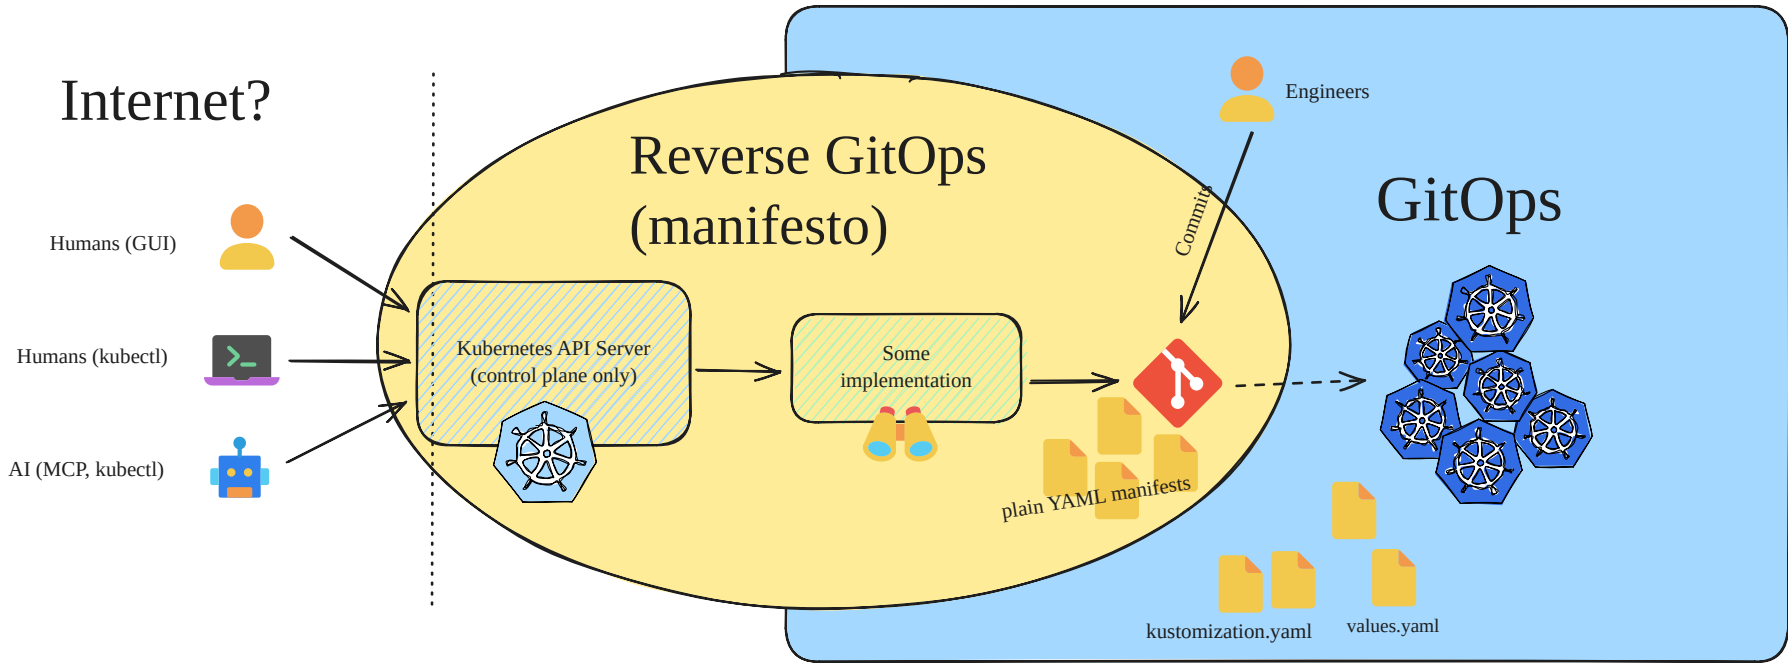 Internet?
Reverse GitOps
(manifesto)
Engineers
Commits
GitOps
Humans (GUI)
Humans (kubectl)
AI (MCP, kubectl)
Kubernetes API Server
(control plane only)
Some
implementation
plain YAML manifests
kustomization.yaml
values.yaml